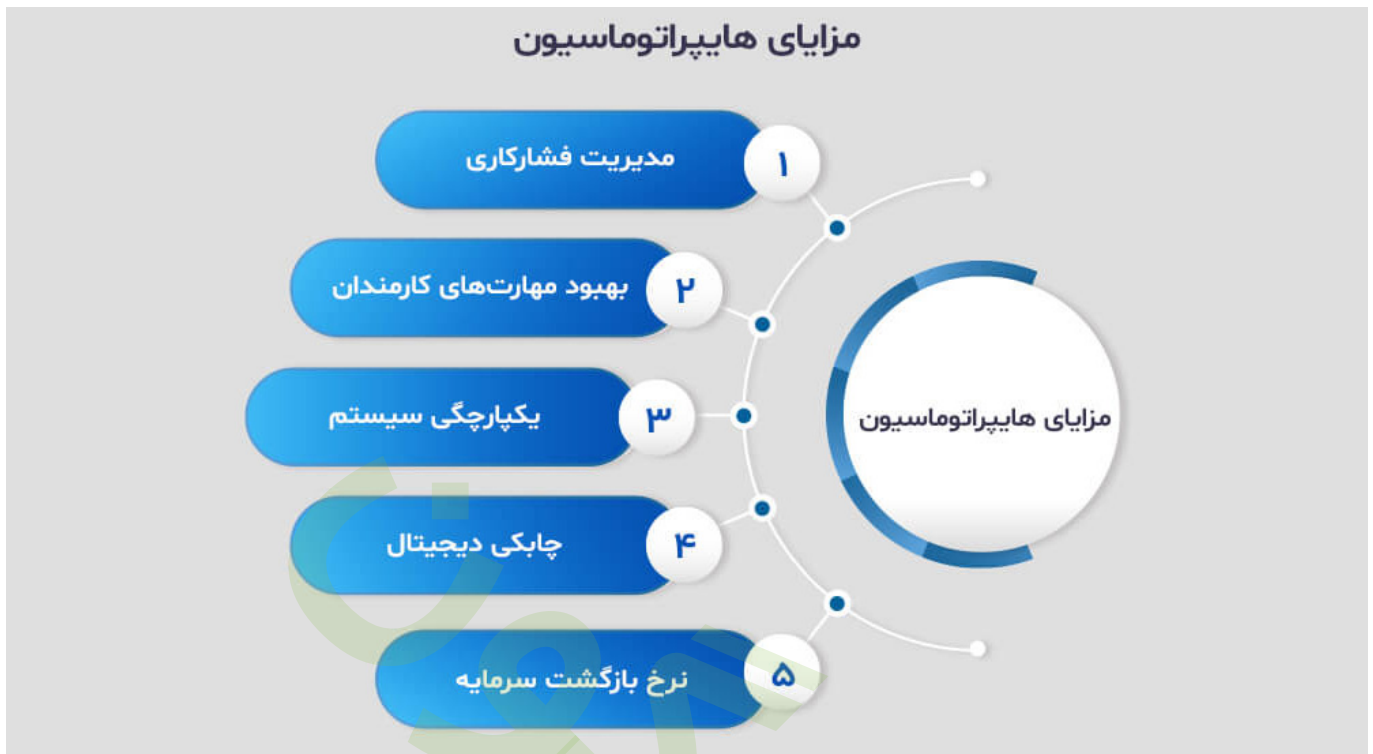 مزایای هایپراتوماسیون
۱
مدیریت فشارکاری
۲
بهبود مهارت‌های کارمندان
۳
یکپارچگی سیستم
۴
چابکی دیجیتال
۵
نرخ بازگشت سرمایه
مزایای هایپراتوماسیون